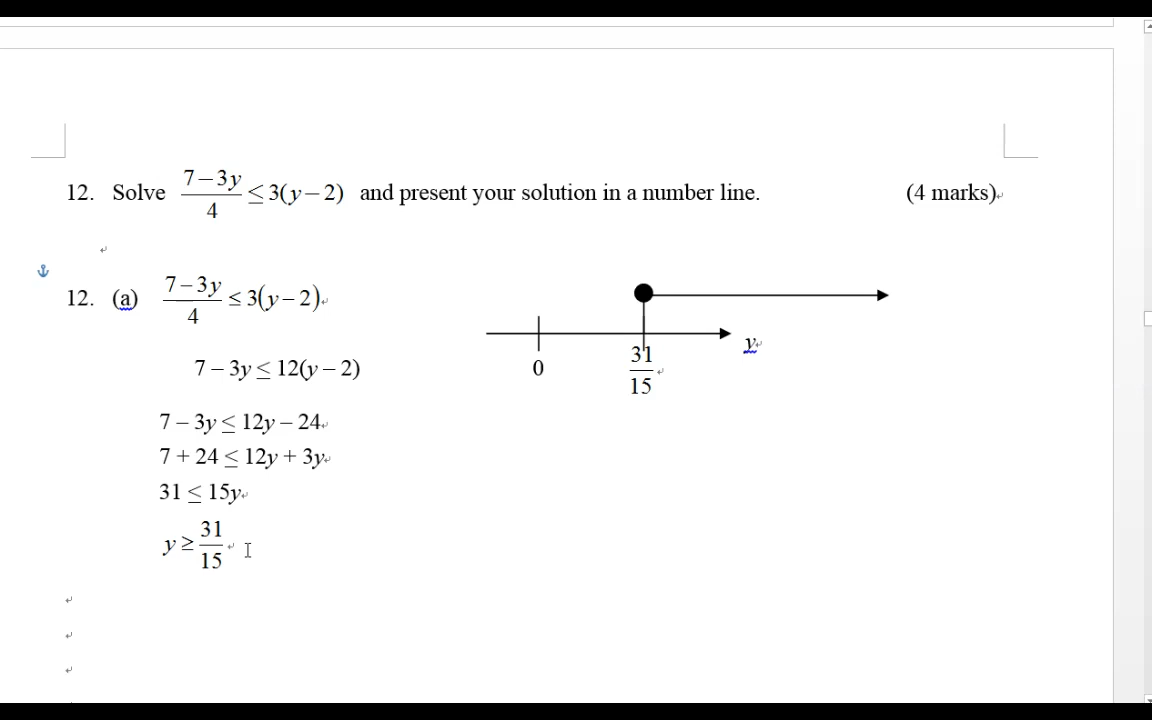 12. Solve (7−3y)/4 ≤ 3(y−2) and present your solution in a number line. (4 marks)
12. (a) (7−3y)/4 ≤ 3(y−2)
7 − 3y ≤ 12(y − 2)
7 − 3y ≤ 12y − 24
7 + 24 ≤ 12y + 3y
31 ≤ 15y
y ≥ 31/15
0 31/15 y